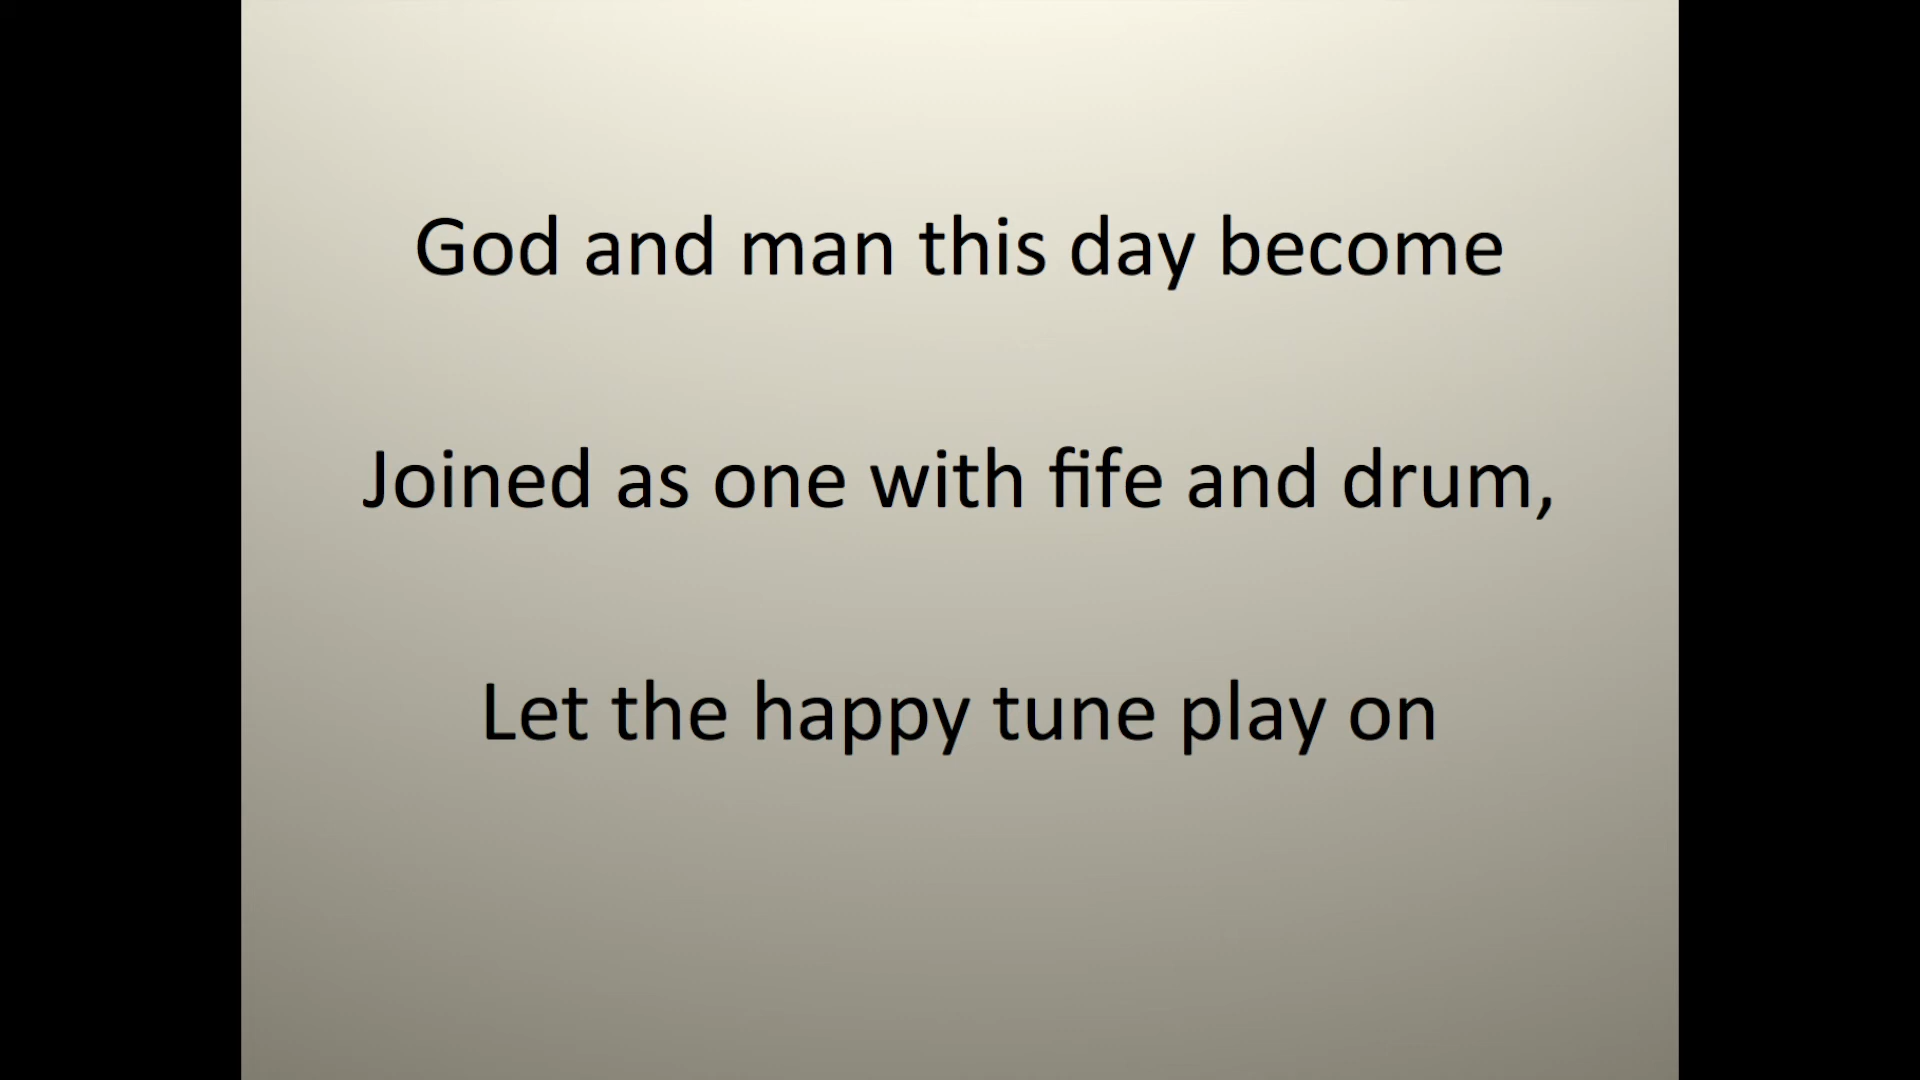 God and man this day become
Joined as one with fife and drum,
Let the happy tune play on